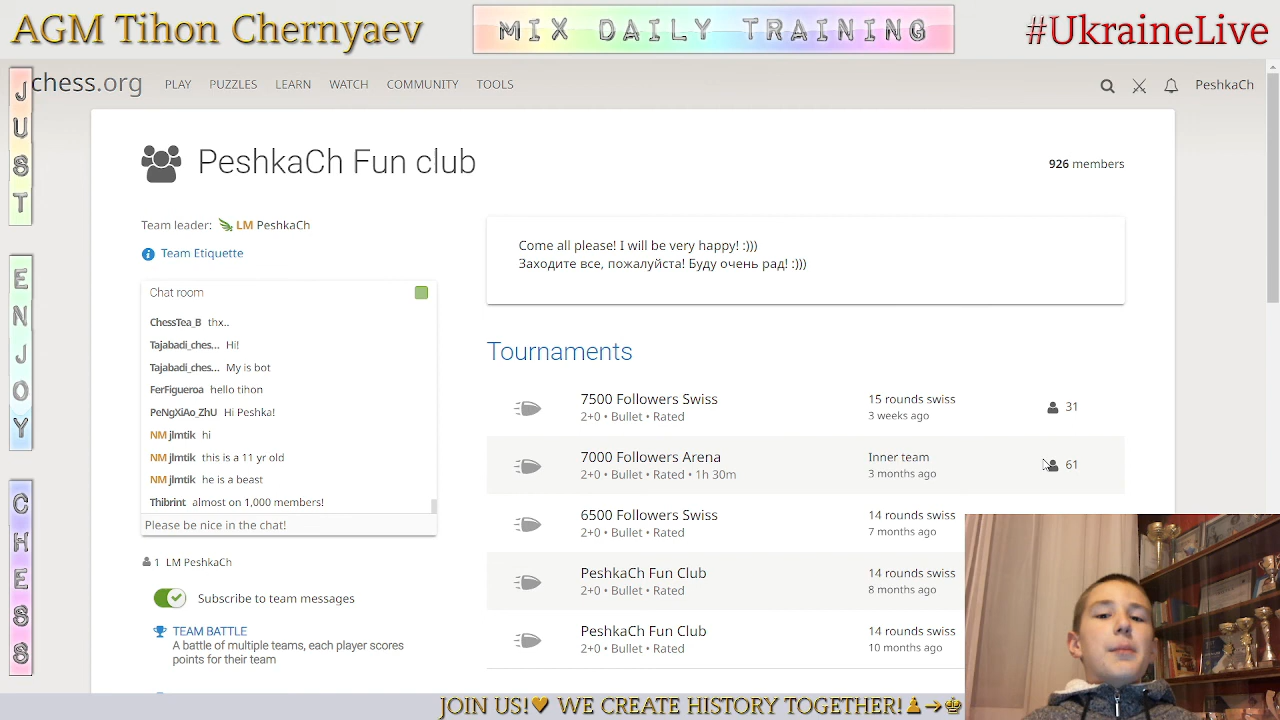 AGM Tihon Chernyaev
MIX DAILY TRAINING
#UkraineLive
JUST
ENJOY
CHESS
chess.org
PLAY
PUZZLES
LEARN
WATCH
COMMUNITY
TOOLS
PeshkaCh
PeshkaCh Fun club
926 members
Team leader: LM PeshkaCh
Team Etiquette
Chat room
ChessTea_B thx..
Tajabadi_ches... Hi!
Tajabadi_ches... My is bot
FerFigueroa hello tihon
PeNgXiAo_ZhU Hi Peshka!
NM jlmtik hi
NM jlmtik this is a 11 yr old
NM jlmtik he is a beast
Thibrint almost on 1,000 members!
Please be nice in the chat!
1 LM PeshkaCh
Subscribe to team messages
TEAM BATTLE
A battle of multiple teams, each player scores
points for their team
Come all please! I will be very happy! :)))
Заходите все, пожалуйста! Буду очень рад! :)))
Tournaments
7500 Followers Swiss
2+0 • Bullet • Rated
15 rounds swiss
3 weeks ago
31
7000 Followers Arena
2+0 • Bullet • Rated • 1h 30m
Inner team
3 months ago
61
6500 Followers Swiss
2+0 • Bullet • Rated
14 rounds swiss
7 months ago
PeshkaCh Fun Club
2+0 • Bullet • Rated
14 rounds swiss
8 months ago
PeshkaCh Fun Club
2+0 • Bullet • Rated
14 rounds swiss
10 months ago
JOIN US!🧡 WE CREATE HISTORY TOGETHER!♟→♚